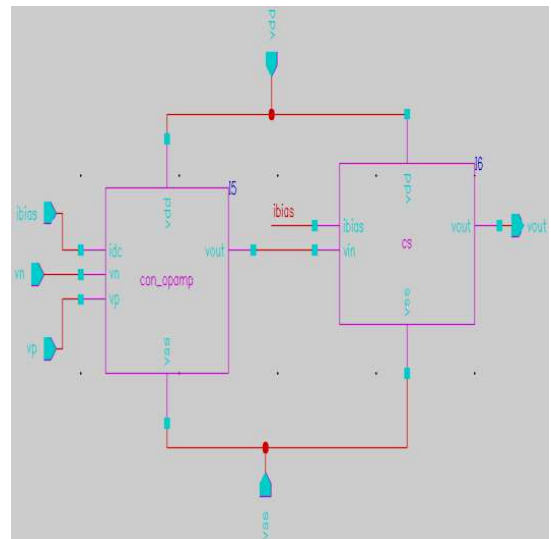 vdd
I5
I6
vdd
vdd
ibias
ibias
ibias
idc
vout
vin
vout
vout
vn
vn
con_opamp
cs
vp
vp
vss
vss
vss